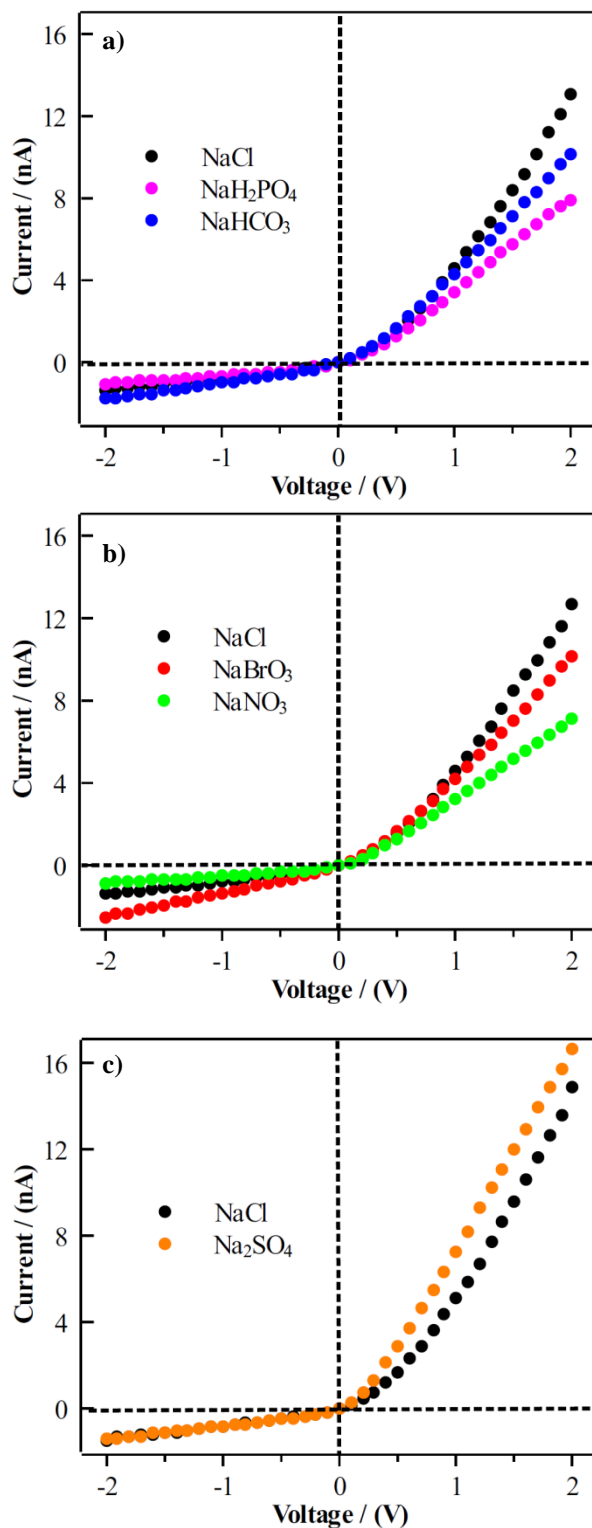 a)
16
12
8
4
0
Current / (nA)
NaCl
NaH₂PO₄
NaHCO₃
-2 -1 0 1 2
Voltage / (V)
b)
16
12
8
4
0
Current / (nA)
NaCl
NaBrO₃
NaNO₃
-2 -1 0 1 2
Voltage / (V)
c)
16
12
8
4
0
Current / (nA)
NaCl
Na₂SO₄
-2 -1 0 1 2
Voltage / (V)